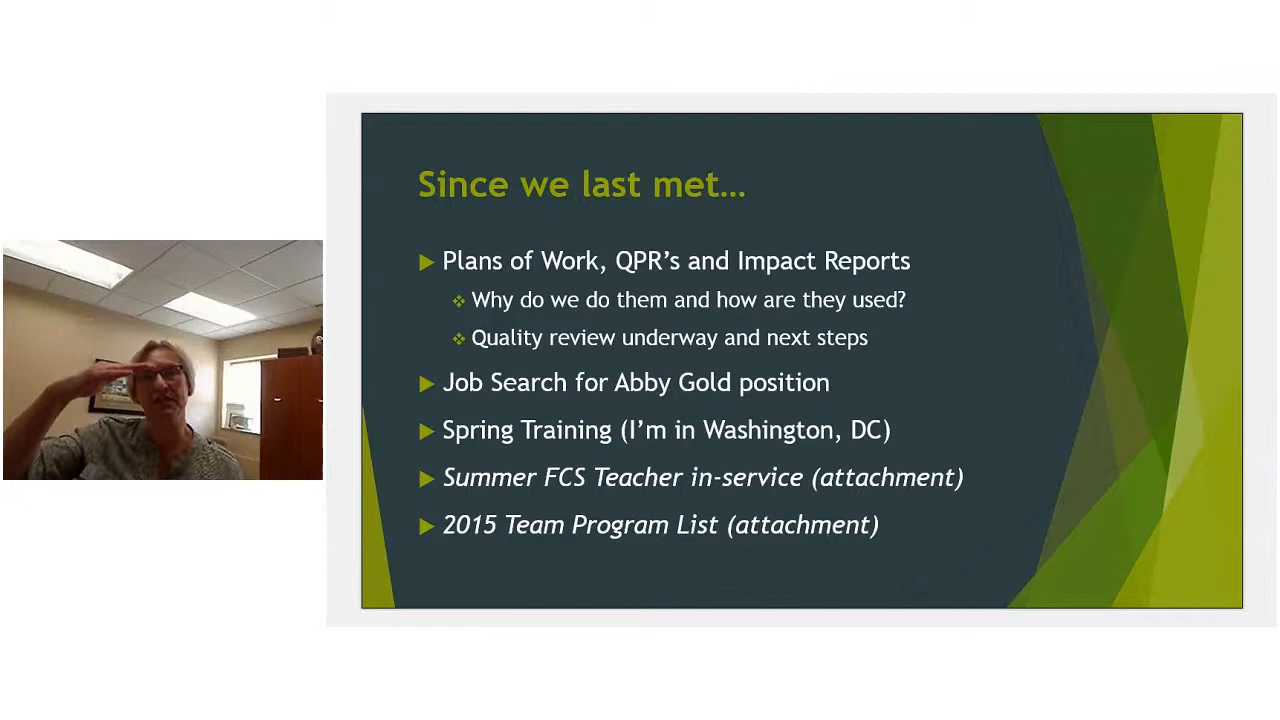 Since we last met…
Plans of Work, QPR’s and Impact Reports
Why do we do them and how are they used?
Quality review underway and next steps
Job Search for Abby Gold position
Spring Training (I’m in Washington, DC)
Summer FCS Teacher in-service (attachment)
2015 Team Program List (attachment)